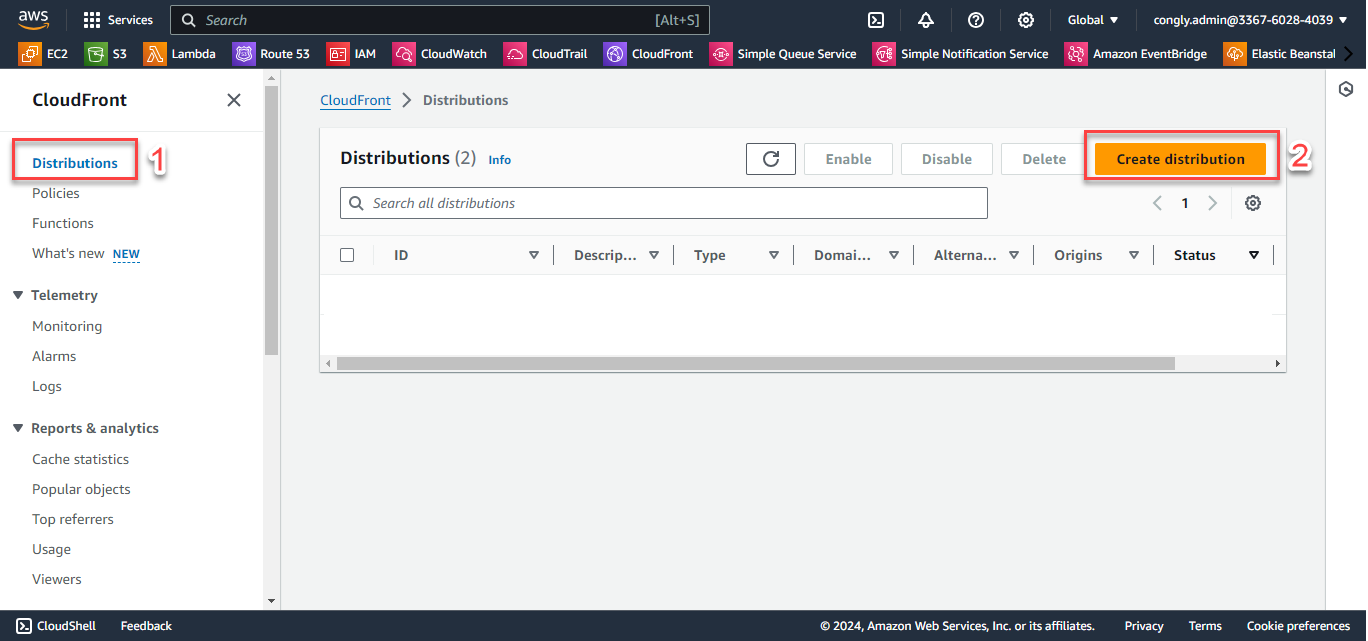 aws Services Search [Alt+S] Global congly.admin@3367-6028-4039
EC2 S3 Lambda Route 53 IAM CloudWatch CloudTrail CloudFront Simple Queue Service Simple Notification Service Amazon EventBridge Elastic Beanstal
CloudFront
Distributions 1
Policies
Functions
What's new NEW
Telemetry
Monitoring
Alarms
Logs
Reports & analytics
Cache statistics
Popular objects
Top referrers
Usage
Viewers
CloudFront Distributions
Distributions (2) Info Enable Disable Delete Create distribution 2
Search all distributions 1
ID Descrip... Type Domai... Alterna... Origins Status
CloudShell Feedback © 2024, Amazon Web Services, Inc. or its affiliates. Privacy Terms Cookie preferences